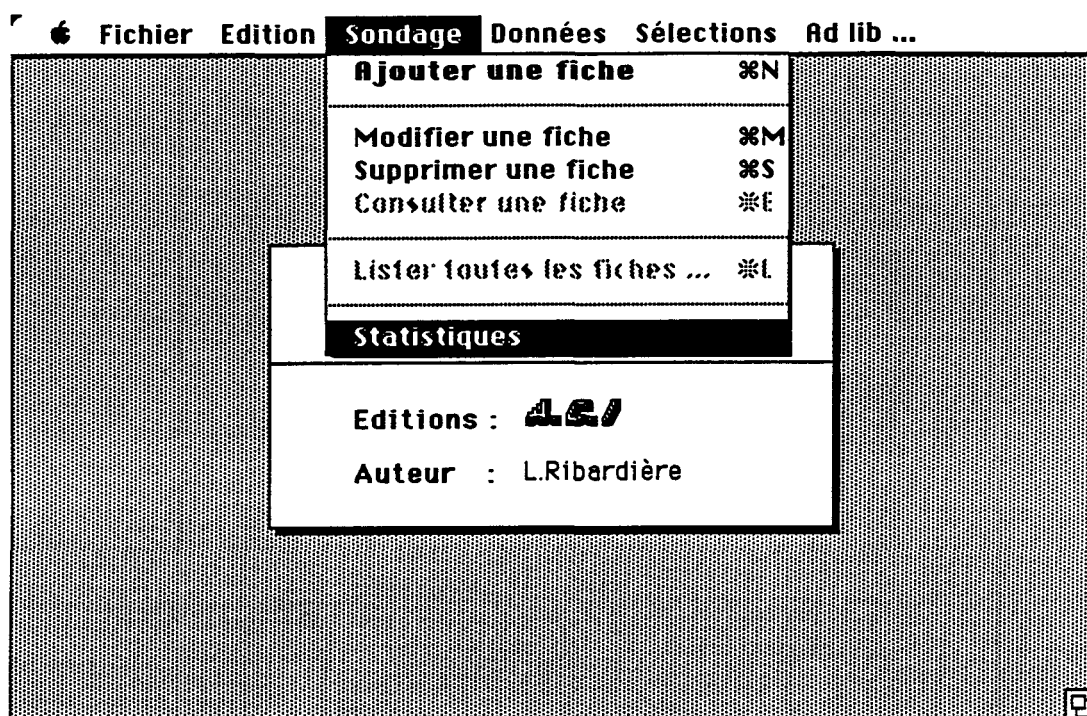 Fichier Edition Sondage Données Sélections Ad lib ...
Ajouter une fiche ⌘N
Modifier une fiche ⌘M
Supprimer une fiche ⌘S
Consulter une fiche ⌘E
Lister toutes les fiches ... ⌘L
Statistiques
Editions :
Auteur : L.Ribardière